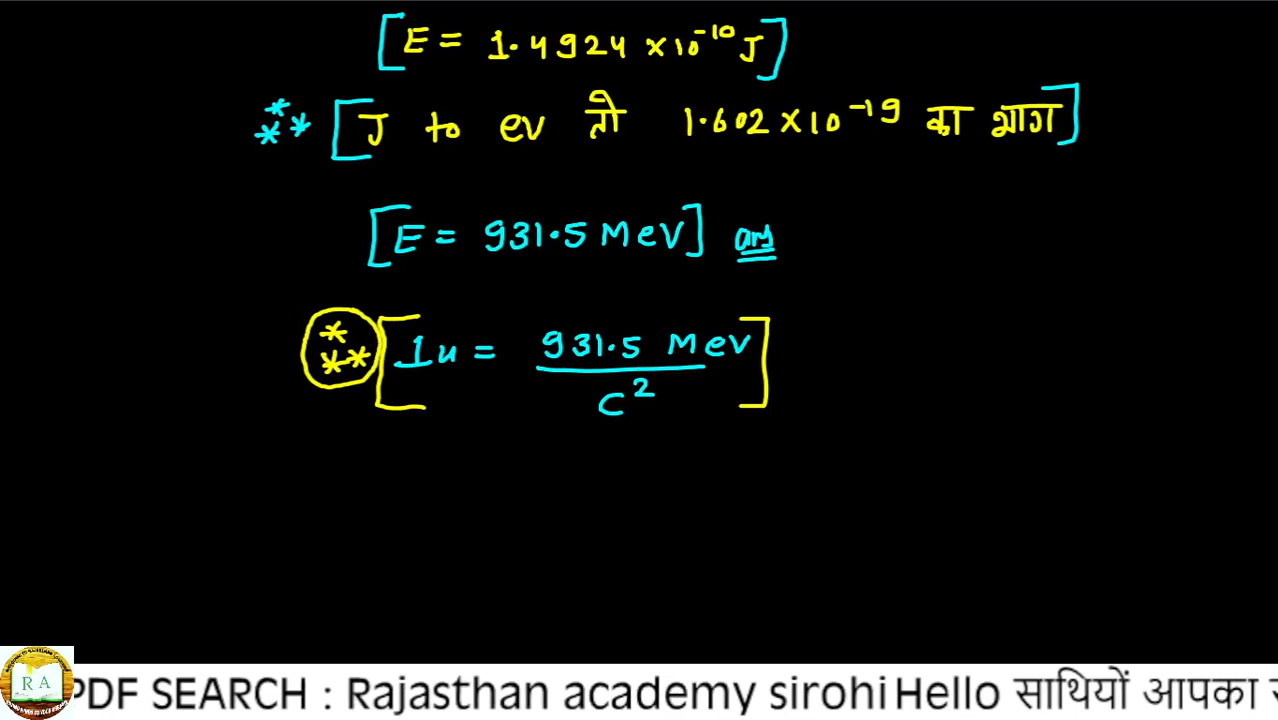 [E = 1.4924 ×10⁻¹⁰ J]
*** [J to ev तो 1.602×10⁻¹⁹ का भाग]
[E = 931.5 MeV] ans
*** [1u = 931.5 MeV / c²]
RA
PDF SEARCH : Rajasthan academy sirohi Hello साथियों आपका